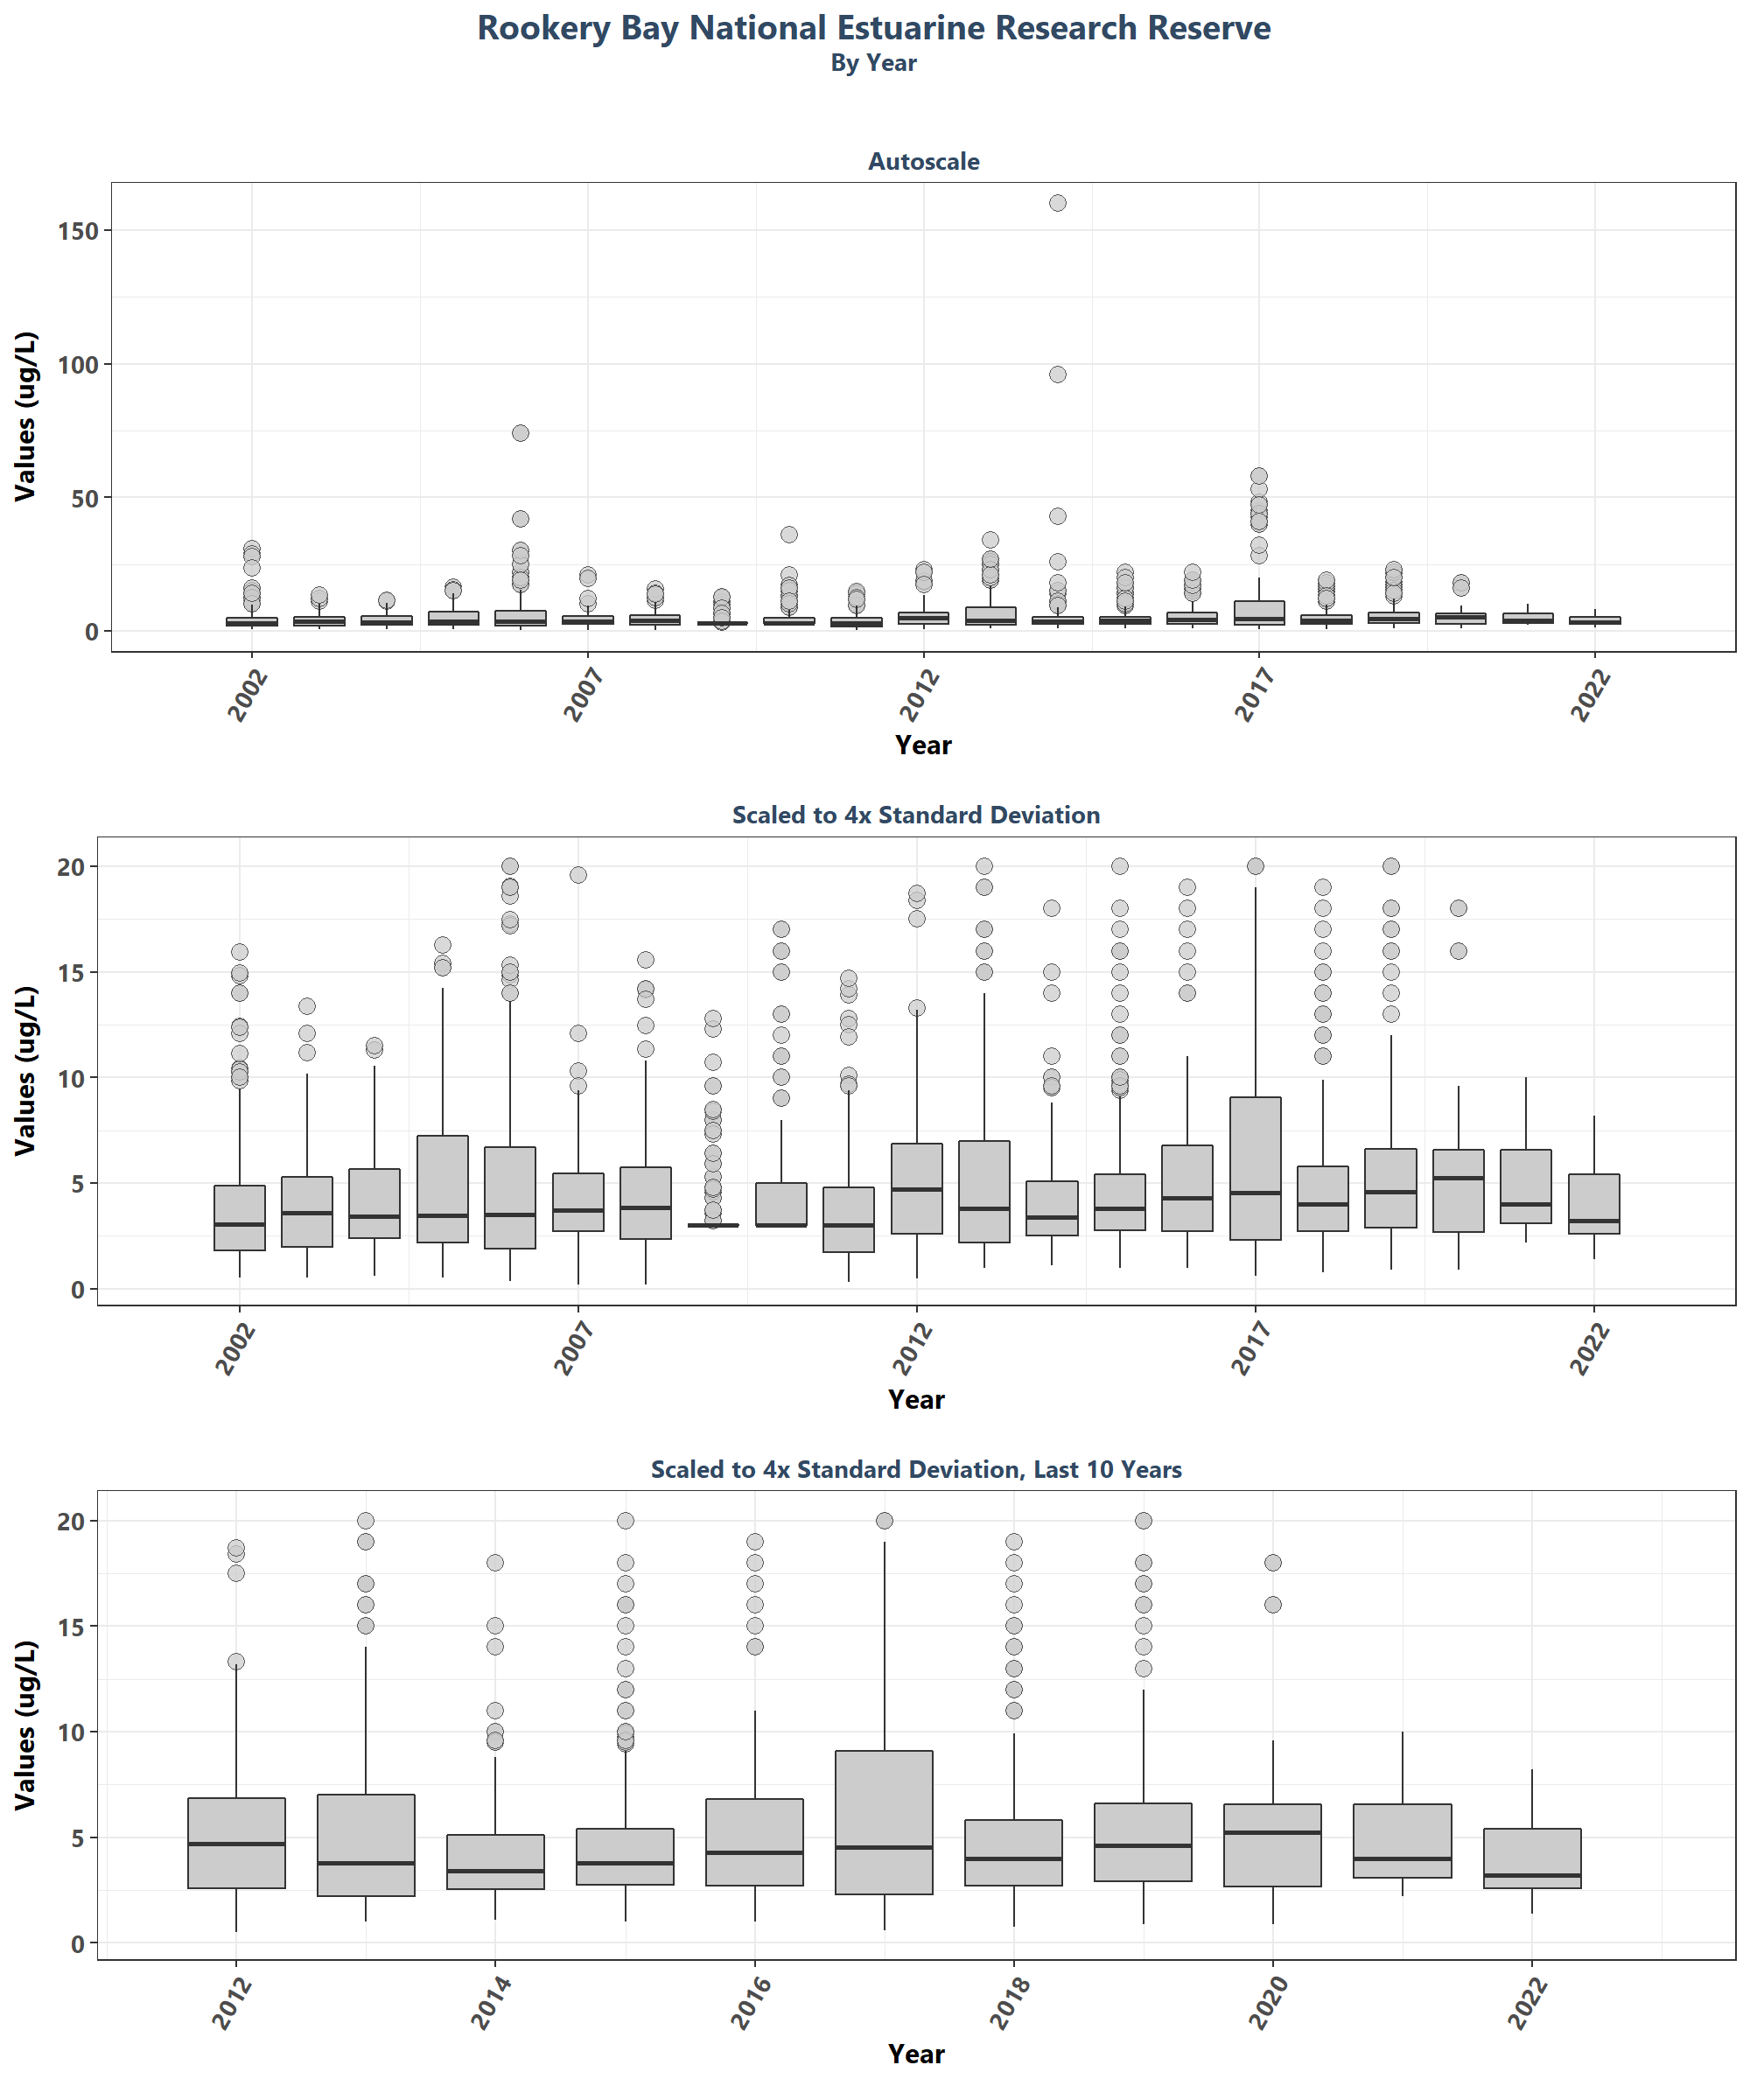 Rookery Bay National Estuarine Research Reserve
By Year
Autoscale
Values (ug/L)
150
100
50
0
2002
2007
2012
2017
2022
Year
Scaled to 4x Standard Deviation
Values (ug/L)
20
15
10
5
0
2002
2007
2012
2017
2022
Year
Scaled to 4x Standard Deviation, Last 10 Years
Values (ug/L)
20
15
10
5
0
2012
2014
2016
2018
2020
2022
Year